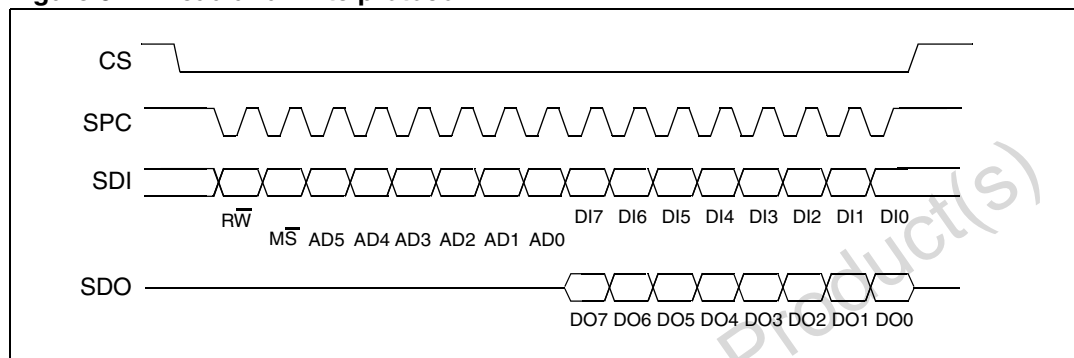 CS
SPC
SDI
RW
DI7 DI6 DI5 DI4 DI3 DI2 DI1 DI0
MS AD5 AD4 AD3 AD2 AD1 AD0
SDO
DO7 DO6 DO5 DO4 DO3 DO2 DO1 DO0
Product(s)